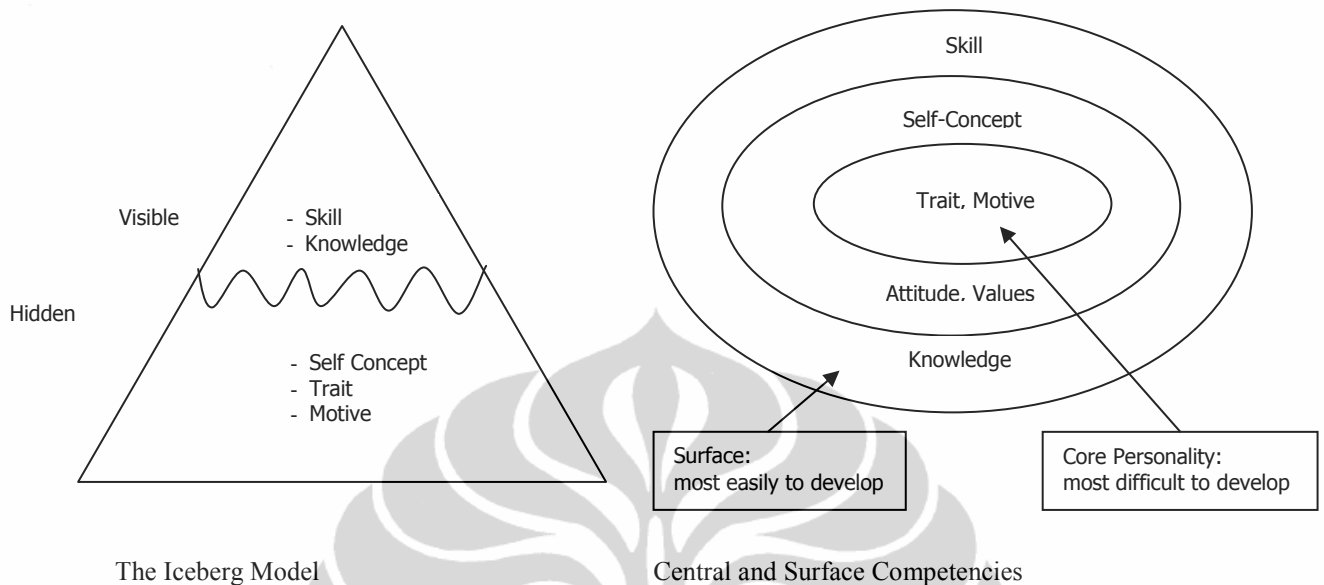 Visible
- Skill
- Knowledge
Hidden
- Self Concept
- Trait
- Motive
The Iceberg Model
Skill
Self-Concept
Trait, Motive
Attitude, Values
Knowledge
Surface:
most easily to develop
Core Personality:
most difficult to develop
Central and Surface Competencies